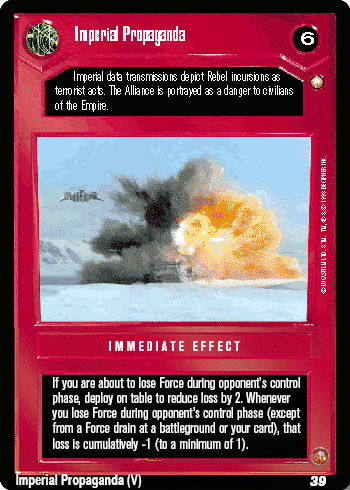 Imperial Propaganda
6
Imperial data transmissions depict Rebel incursions as
terrorist acts. The Alliance is portrayed as a danger to civilians
of the Empire.
IMMEDIATE EFFECT
If you are about to lose Force during opponent's control
phase, deploy on table to reduce loss by 2. Whenever
you lose Force during opponent's control phase (except
from a Force drain at a battleground or your card), that
loss is cumulatively -1 (to a minimum of 1).
Imperial Propaganda (V)
39